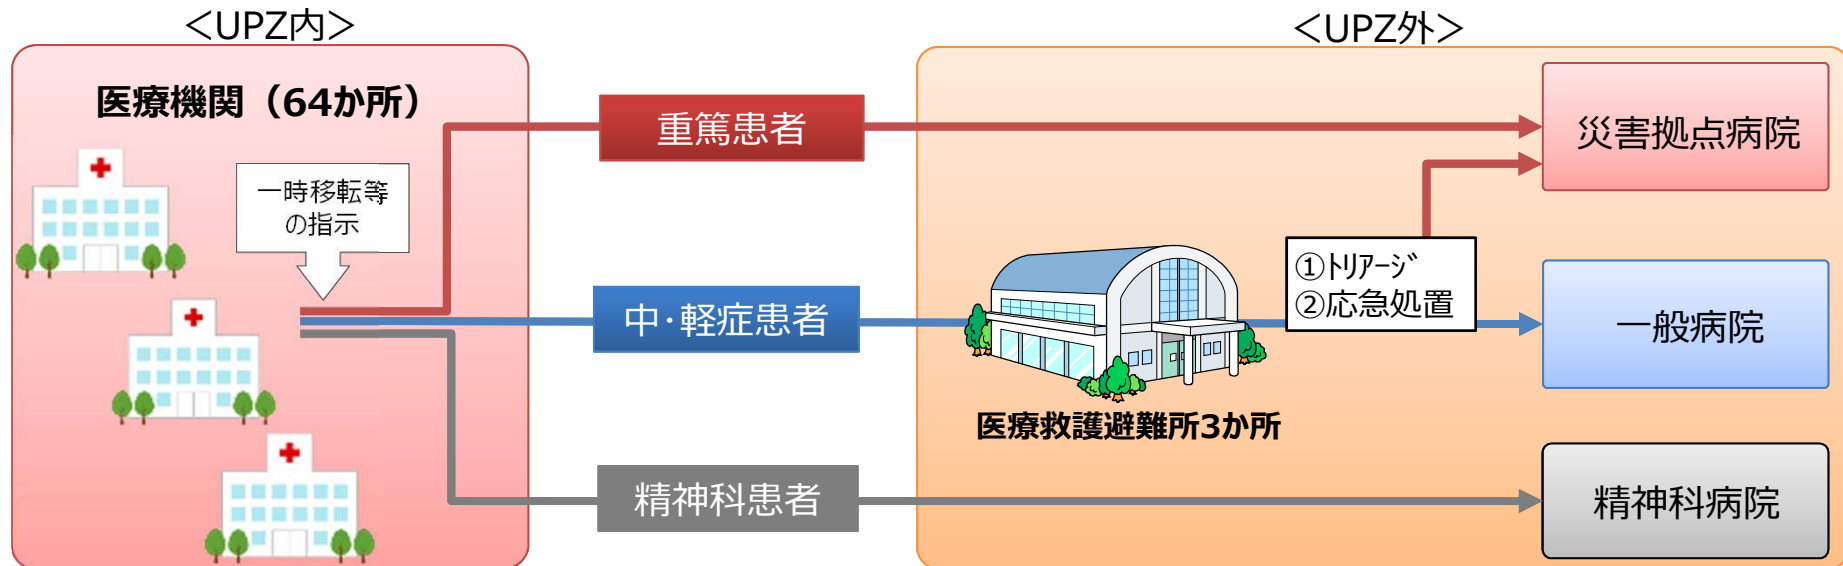 ＜UPZ内＞
医療機関（64か所）
一時移転等
の指示
重篤患者
中･軽症患者
精神科患者
＜UPZ外＞
医療救護避難所3か所
①ﾄﾘｱｰｼﾞ
②応急処置
災害拠点病院
一般病院
精神科病院